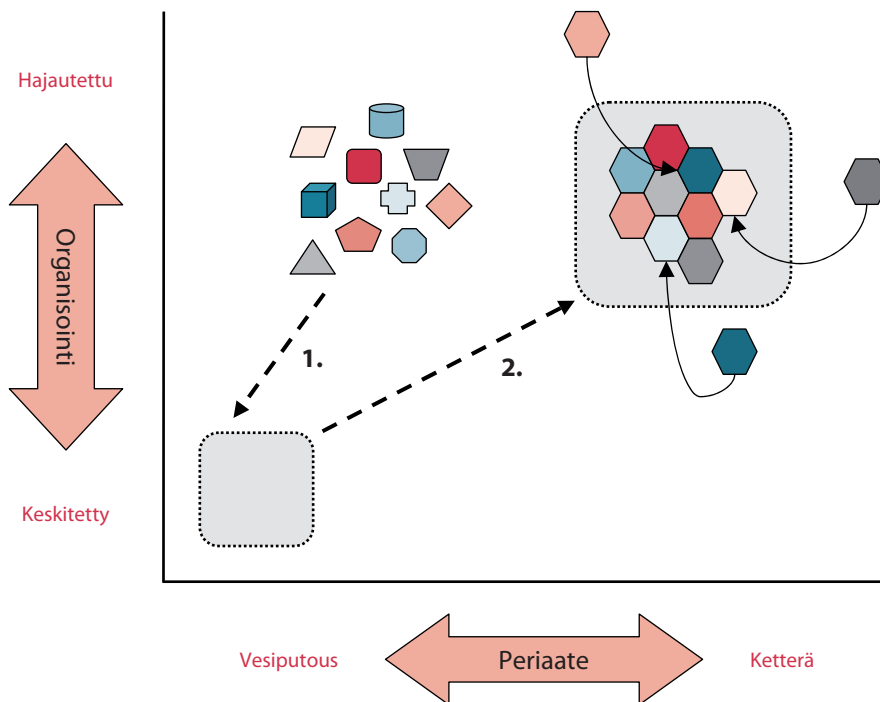 Hajautettu
Organisointi
1.
2.
Keskitetty
Vesiputous
Periaate
Ketterä